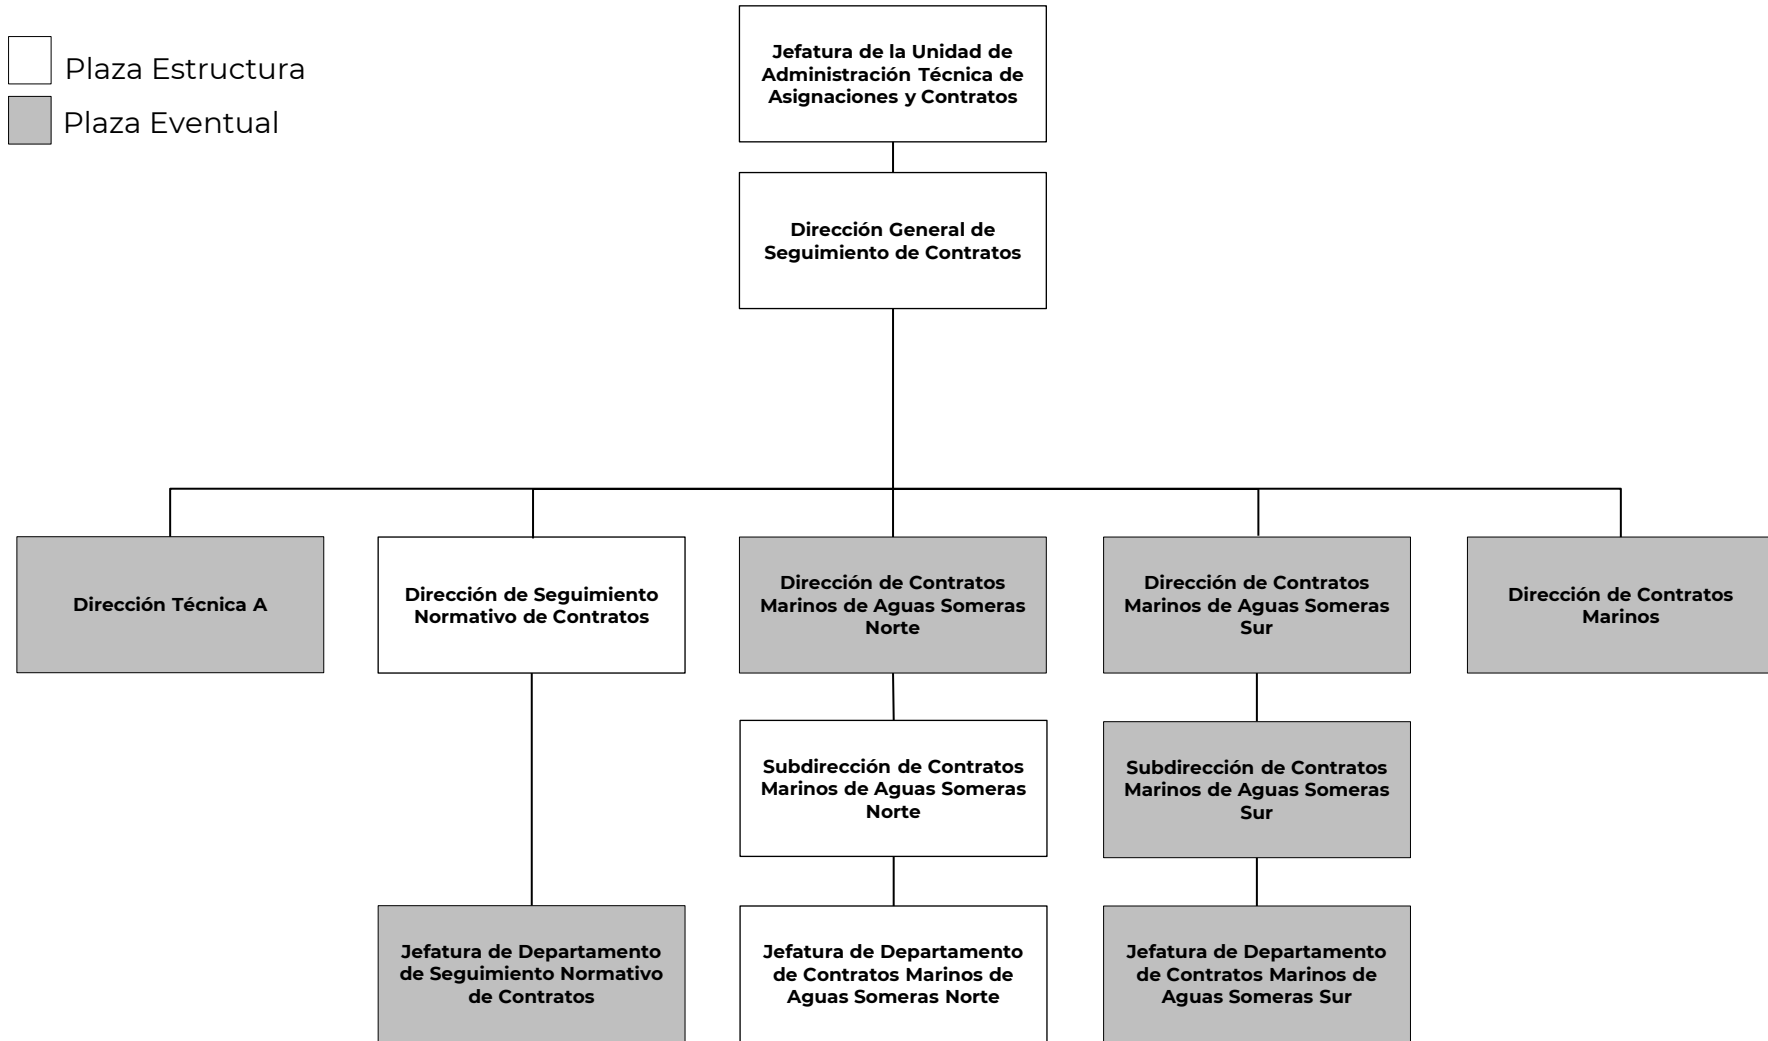 Plaza Estructura
Plaza Eventual
Jefatura de la Unidad de
Administración Técnica de
Asignaciones y Contratos
Dirección General de
Seguimiento de Contratos
Dirección Técnica A
Dirección de Seguimiento
Normativo de Contratos
Dirección de Contratos
Marinos de Aguas Someras
Norte
Dirección de Contratos
Marinos de Aguas Someras
Sur
Dirección de Contratos
Marinos
Subdirección de Contratos
Marinos de Aguas Someras
Norte
Subdirección de Contratos
Marinos de Aguas Someras
Sur
Jefatura de Departamento
de Seguimiento Normativo
de Contratos
Jefatura de Departamento
de Contratos Marinos de
Aguas Someras Norte
Jefatura de Departamento
de Contratos Marinos de
Aguas Someras Sur